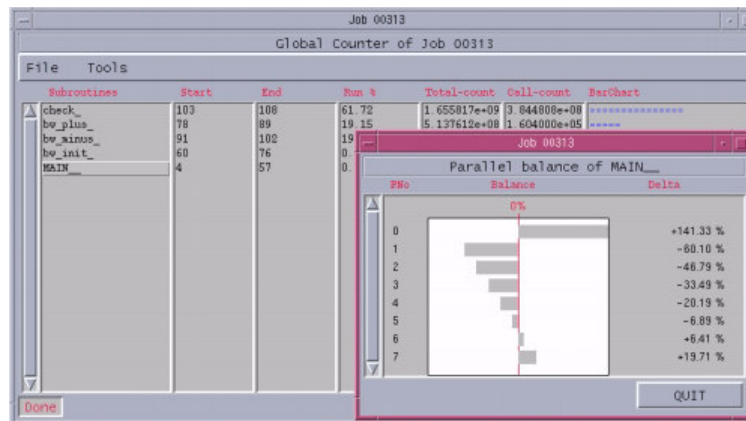 Job 00313
Global Counter of Job 00313
File Tools
Subroutines Start End Run % Total-count Call-count BarChart
check_ 103 108 61.72 1.655817e+09 3.844808e+08 ===============
bw_plus_ 78 89 19.15 5.137612e+08 1.604000e+05 =====
bw_minus_ 91 102 19
bw_init_ 60 76 0.
MAIN__ 4 57 0.
Job 00313
Parallel balance of MAIN__
PNo Balance Delta
0%
0 +141.33 %
1 -60.10 %
2 -46.79 %
3 -33.49 %
4 -20.19 %
5 -6.89 %
6 +6.41 %
7 +19.71 %
QUIT
Done